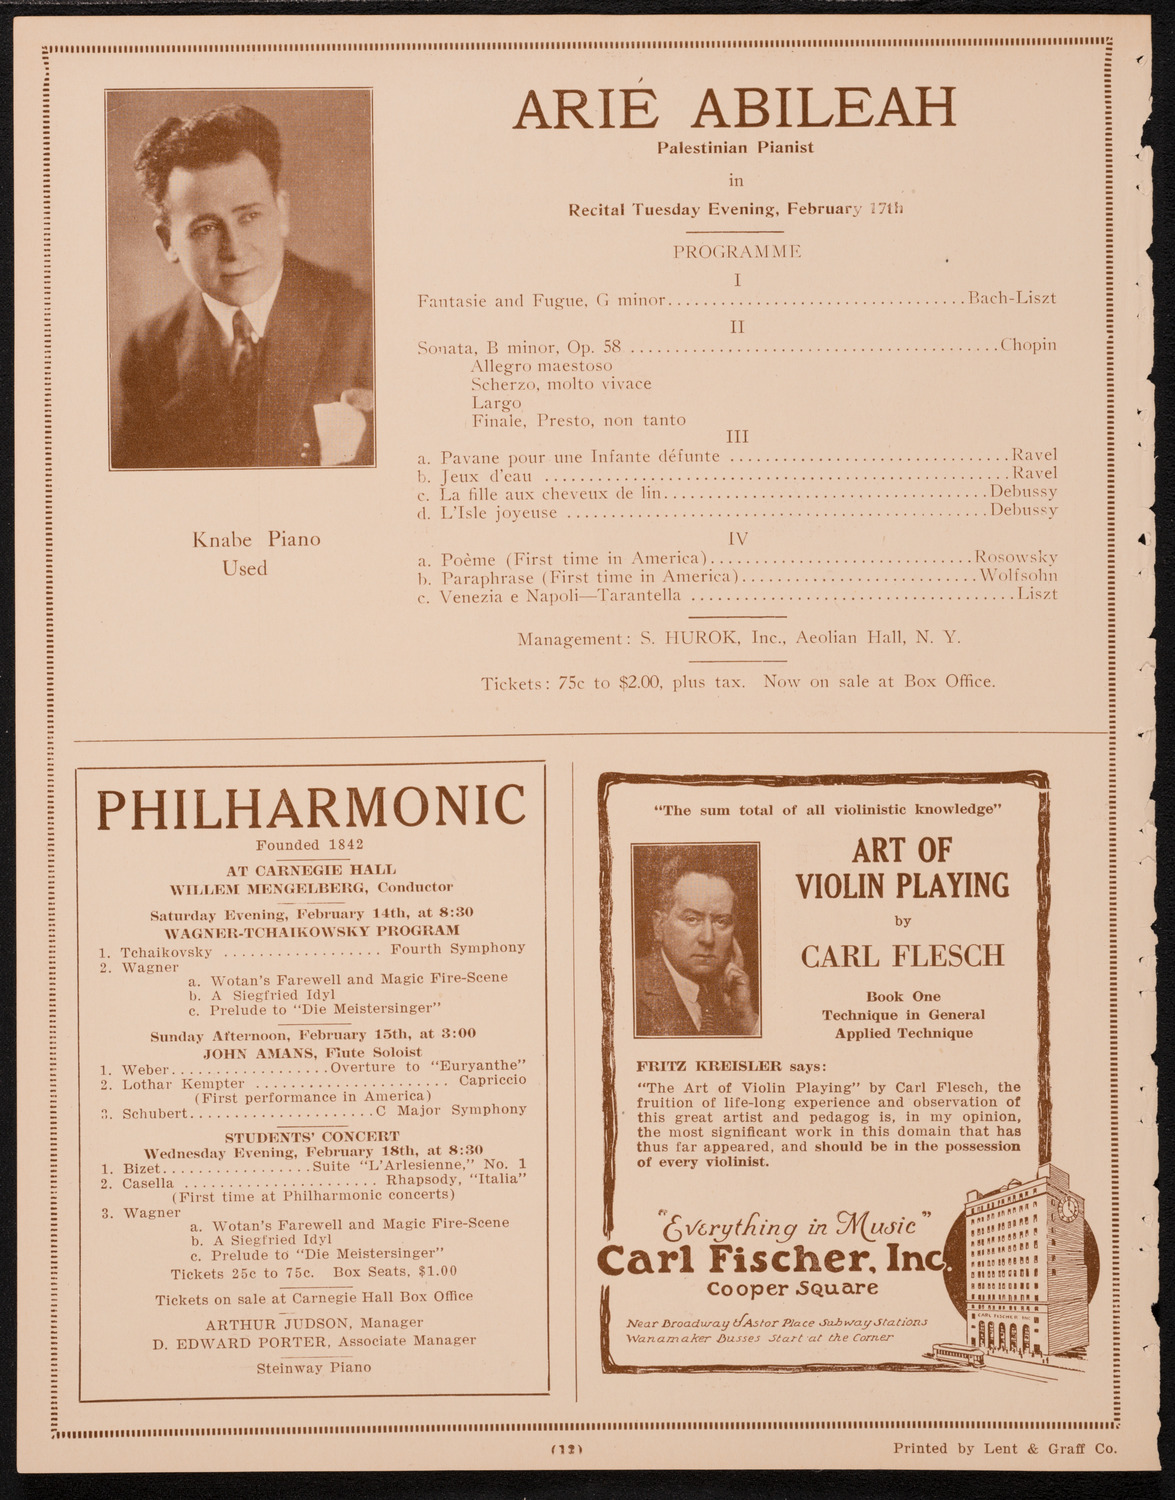 ARIÉ ABILEAH
Palestinian Pianist
in
Recital Tuesday Evening, February 17th
PROGRAMME
I
Fantasie and Fugue, G minor.................................Bach-Liszt
II
Sonata, B minor, Op. 58 .........................................Chopin
Allegro maestoso
Scherzo, molto vivace
Largo
Finale, Presto, non tanto
III
a. Pavane pour une Infante défunte ...............................Ravel
b. Jeux d'eau .......................................................Ravel
c. La fille aux cheveux de lin....................................Debussy
d. L'Isle joyeuse ...............................................Debussy
IV
a. Poème (First time in America).............................Rosowsky
b. Paraphrase (First time in America)..........................Wolfsohn
c. Venezia e Napoli—Tarantella ....................................Liszt
Knabe Piano
Used
Management: S. HUROK, Inc., Aeolian Hall, N. Y.
Tickets: 75c to $2.00, plus tax. Now on sale at Box Office.
PHILHARMONIC
Founded 1842
AT CARNEGIE HALL
WILLEM MENGELBERG, Conductor
Saturday Evening, February 14th, at 8:30
WAGNER-TCHAIKOWSKY PROGRAM
1. Tchaikovsky .................. Fourth Symphony
2. Wagner
a. Wotan's Farewell and Magic Fire-Scene
b. A Siegfried Idyl
c. Prelude to "Die Meistersinger"
Sunday Afternoon, February 15th, at 3:00
JOHN AMANS, Flute Soloist
1. Weber..................Overture to "Euryanthe"
2. Lothar Kempter ...................... Capriccio
(First performance in America)
3. Schubert.....................C Major Symphony
STUDENTS' CONCERT
Wednesday Evening, February 18th, at 8:30
1. Bizet.................Suite "L'Arlesienne," No. 1
2. Casella ...................... Rhapsody, "Italia"
(First time at Philharmonic concerts)
3. Wagner
a. Wotan's Farewell and Magic Fire-Scene
b. A Siegfried Idyl
c. Prelude to "Die Meistersinger"
Tickets 25c to 75c. Box Seats, $1.00
Tickets on sale at Carnegie Hall Box Office
ARTHUR JUDSON, Manager
D. EDWARD PORTER, Associate Manager
Steinway Piano
"The sum total of all violinistic knowledge"
ART OF
VIOLIN PLAYING
by
CARL FLESCH
Book One
Technique in General
Applied Technique
FRITZ KREISLER says:
"The Art of Violin Playing" by Carl Flesch, the
fruition of life-long experience and observation of
this great artist and pedagog is, in my opinion,
the most significant work in this domain that has
thus far appeared, and should be in the possession
of every violinist.
"Everything in Music"
Carl Fischer, Inc.
Cooper Square
Near Broadway & Astor Place Subway Stations
Wanamaker Busses Start at the Corner
CARL FISCHER INC
(12)
Printed by Lent & Graff Co.